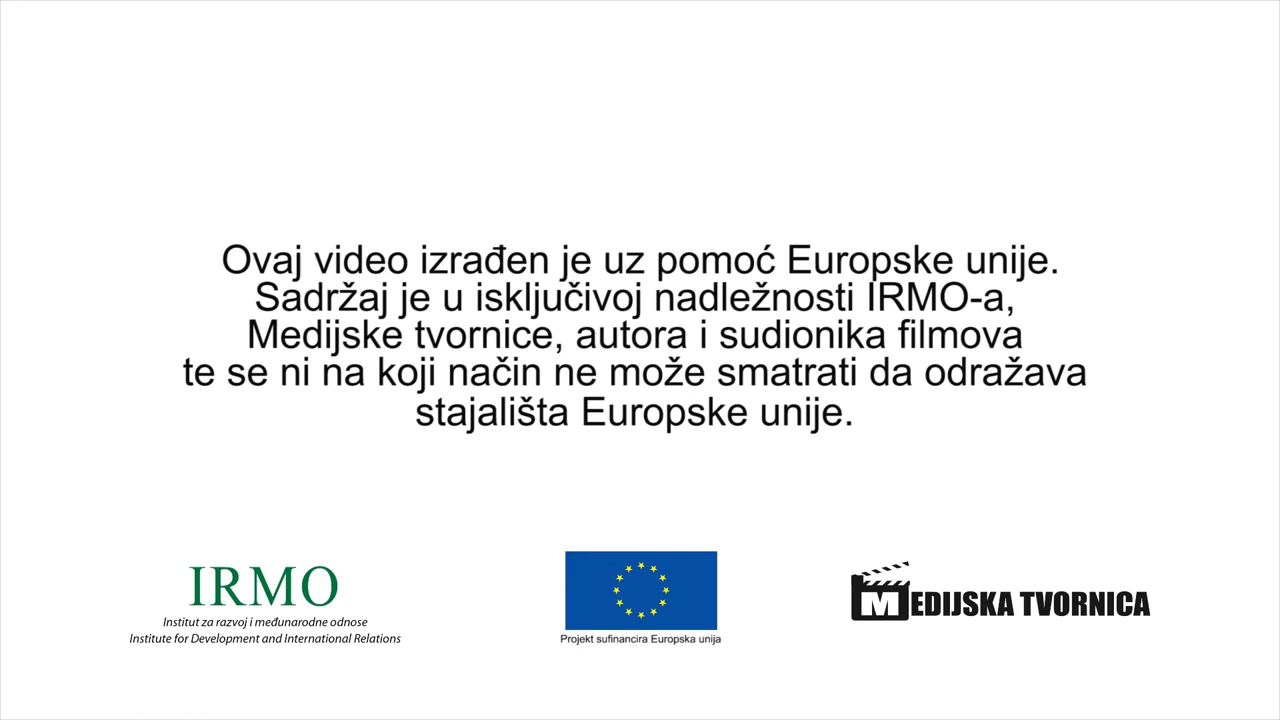 Ovaj video izrađen je uz pomoć Europske unije.
Sadržaj je u isključivoj nadležnosti IRMO-a,
Medijske tvornice, autora i sudionika filmova
te se ni na koji način ne može smatrati da odražava
stajališta Europske unije.
IRMO
Institut za razvoj i međunarodne odnose
Institute for Development and International Relations
Projekt sufinancira Europska unija
MEDIJSKA TVORNICA